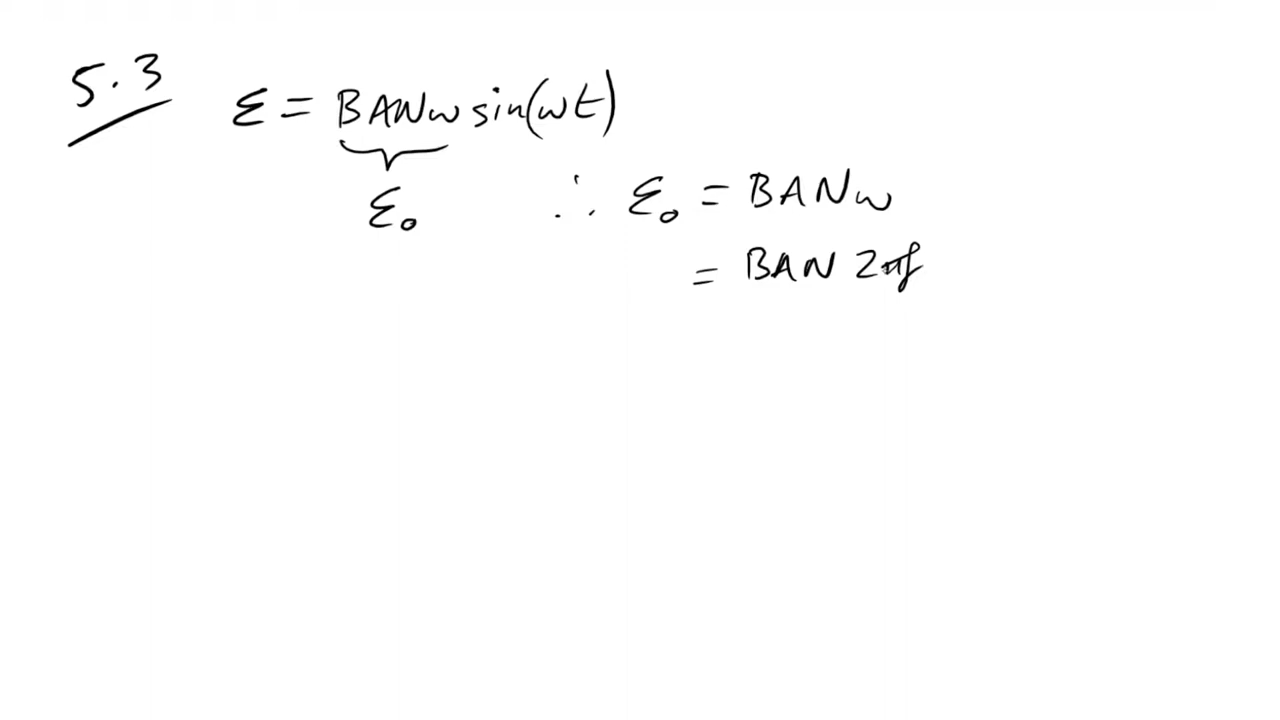 5.3 ε = BANω sin(ωt)
ε₀ ∴ ε₀ = BANω
= BAN 2πf